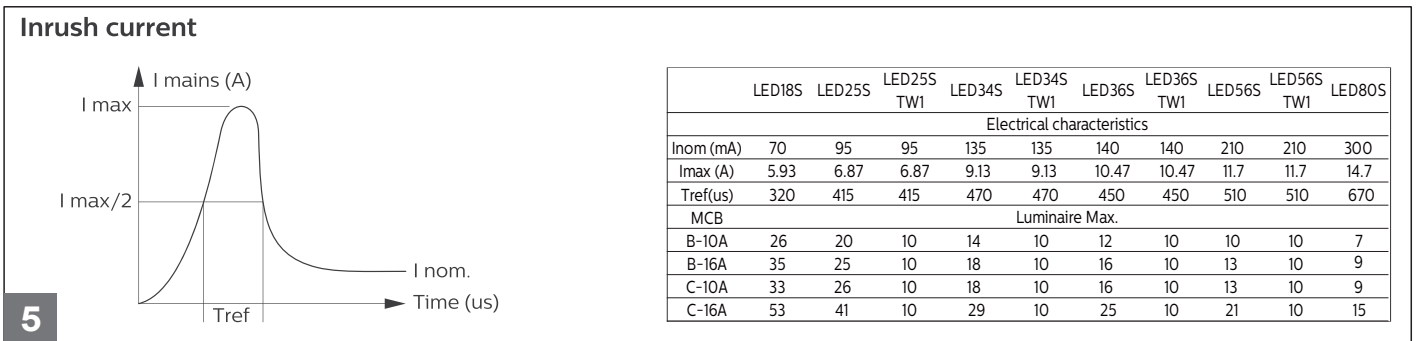 Inrush current
I mains (A)
I max
I max/2
I nom.
Time (us)
Tref
5
LED18S LED25S LED25S TW1 LED34S LED34S TW1 LED36S LED36S TW1 LED56S LED56S TW1 LED80S
Electrical characteristics
Inom (mA) 70 95 95 135 135 140 140 210 210 300
Imax (A) 5.93 6.87 6.87 9.13 9.13 10.47 10.47 11.7 11.7 14.7
Tref(us) 320 415 415 470 470 450 450 510 510 670
MCB Luminaire Max.
B-10A 26 20 10 14 10 12 10 10 10 7
B-16A 35 25 10 18 10 16 10 13 10 9
C-10A 33 26 10 18 10 16 10 13 10 9
C-16A 53 41 10 29 10 25 10 21 10 15